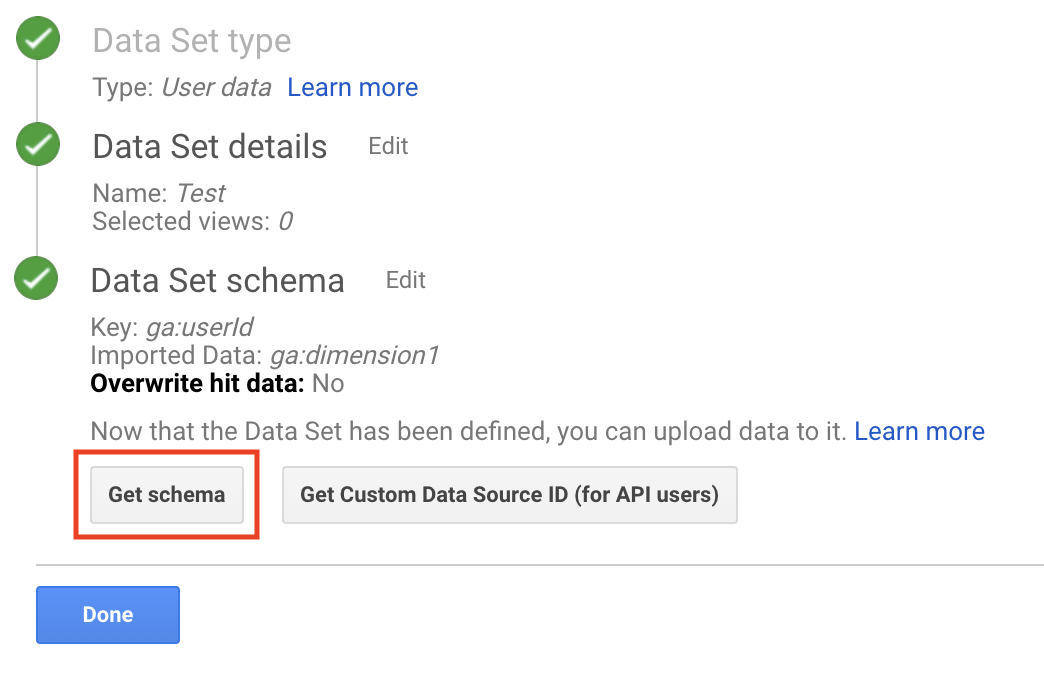 Data Set type
Type: User data Learn more
Data Set details Edit
Name: Test
Selected views: 0
Data Set schema Edit
Key: ga:userId
Imported Data: ga:dimension1
Overwrite hit data: No
Now that the Data Set has been defined, you can upload data to it. Learn more
Get schema Get Custom Data Source ID (for API users)
Done